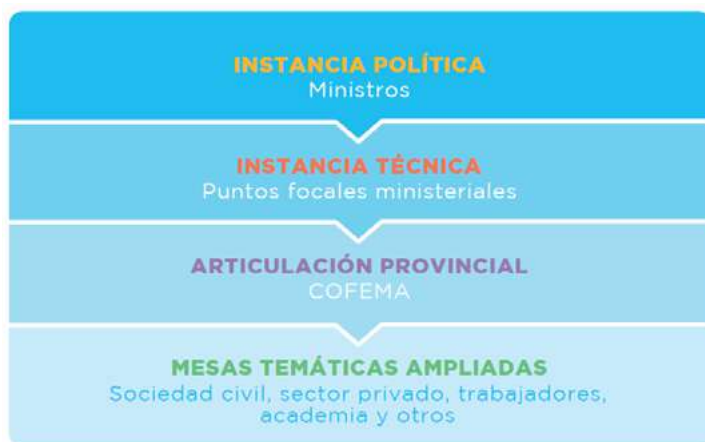 INSTANCIA POLÍTICA
Ministros
INSTANCIA TÉCNICA
Puntos focales ministeriales
ARTICULACIÓN PROVINCIAL
COFEMA
MESAS TEMÁTICAS AMPLIADAS
Sociedad civil, sector privado, trabajadores,
academia y otros